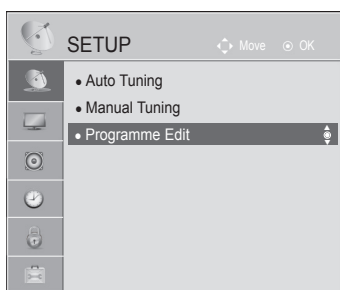 SETUP
Move OK
• Auto Tuning
• Manual Tuning
• Programme Edit